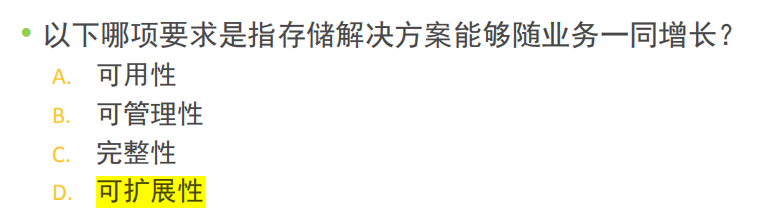 • 以下哪项要求是指存储解决方案能够随业务一同增长？
A. 可用性
B. 可管理性
C. 完整性
D. 可扩展性